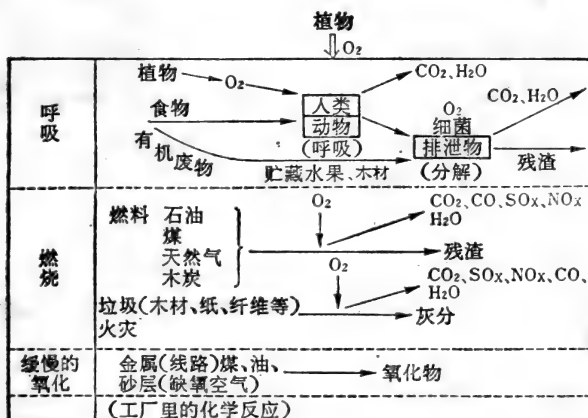 植物
O₂
呼吸
植物 O₂ CO₂、H₂O CO₂、H₂O
食物 人类 O₂
动物 细菌
有机废物 (呼吸) 排泄物 残渣
贮藏水果、木材 (分解)
燃烧
O₂ CO₂、CO、SOx、NOx
燃料 石油 H₂O
煤
天然气 残渣
木炭 O₂ CO₂、SOx、NOx、CO、
H₂O
垃圾(木材、纸、纤维等) 灰分
火灾
缓慢的 金属(线路)煤、油、 氧化物
氧化 砂层(缺氧空气)
(工厂里的化学反应)